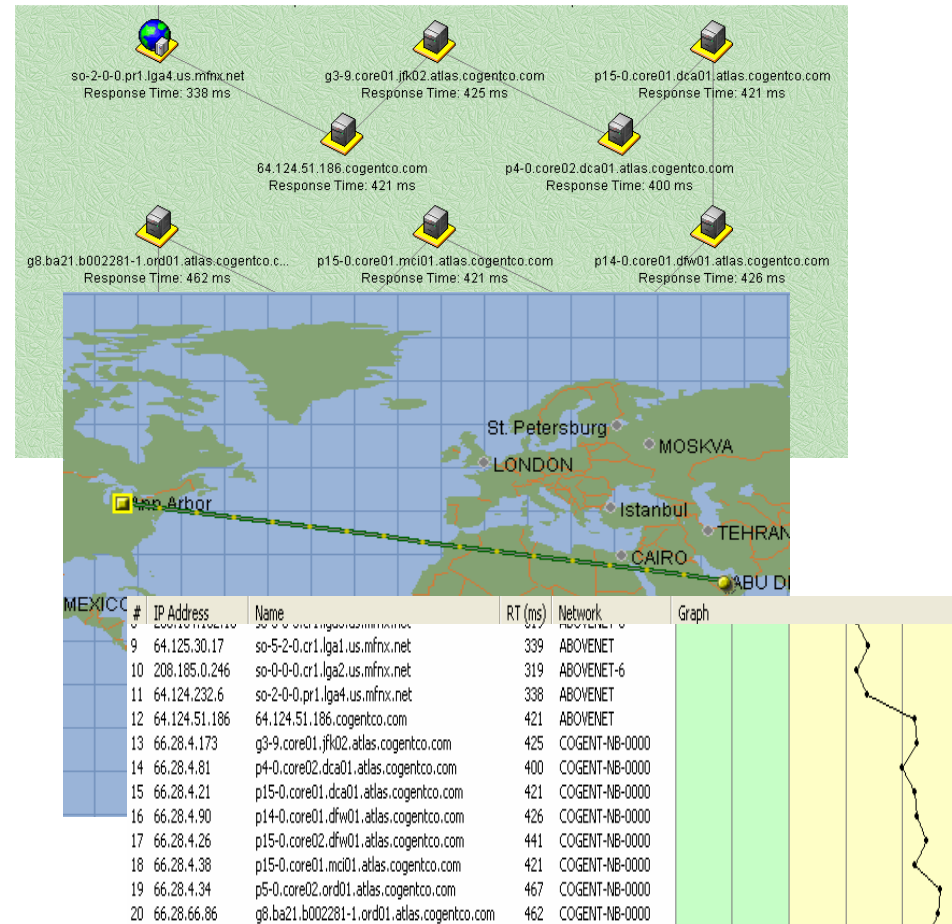 so-2-0-0.pr1.lga4.us.mfnx.net
Response Time: 338 ms
g3-9.core01.jfk02.atlas.cogentco.com
Response Time: 425 ms
p15-0.core01.dca01.atlas.cogentco.com
Response Time: 421 ms
64.124.51.186.cogentco.com
Response Time: 421 ms
p4-0.core02.dca01.atlas.cogentco.com
Response Time: 400 ms
g8.ba21.b002281-1.ord01.atlas.cogentco.c...
Response Time: 462 ms
p15-0.core01.mci01.atlas.cogentco.com
Response Time: 421 ms
p14-0.core01.dfw01.atlas.cogentco.com
Response Time: 426 ms
St. Petersburg
MOSKVA
LONDON
Ann Arbor
Istanbul
TEHRAN
CAIRO
ABU D
MEXICO
# IP Address Name RT (ms) Network Graph
9 64.125.30.17 so-5-2-0.cr1.lga1.us.mfnx.net 339 ABOVENET
10 208.185.0.246 so-0-0-0.cr1.lga2.us.mfnx.net 319 ABOVENET-6
11 64.124.232.6 so-2-0-0.pr1.lga4.us.mfnx.net 338 ABOVENET
12 64.124.51.186 64.124.51.186.cogentco.com 421 ABOVENET
13 66.28.4.173 g3-9.core01.jfk02.atlas.cogentco.com 425 COGENT-NB-0000
14 66.28.4.81 p4-0.core02.dca01.atlas.cogentco.com 400 COGENT-NB-0000
15 66.28.4.21 p15-0.core01.dca01.atlas.cogentco.com 421 COGENT-NB-0000
16 66.28.4.90 p14-0.core01.dfw01.atlas.cogentco.com 426 COGENT-NB-0000
17 66.28.4.26 p15-0.core02.dfw01.atlas.cogentco.com 441 COGENT-NB-0000
18 66.28.4.38 p15-0.core01.mci01.atlas.cogentco.com 421 COGENT-NB-0000
19 66.28.4.34 p5-0.core02.ord01.atlas.cogentco.com 467 COGENT-NB-0000
20 66.28.66.86 g8.ba21.b002281-1.ord01.atlas.cogentco.com 462 COGENT-NB-0000